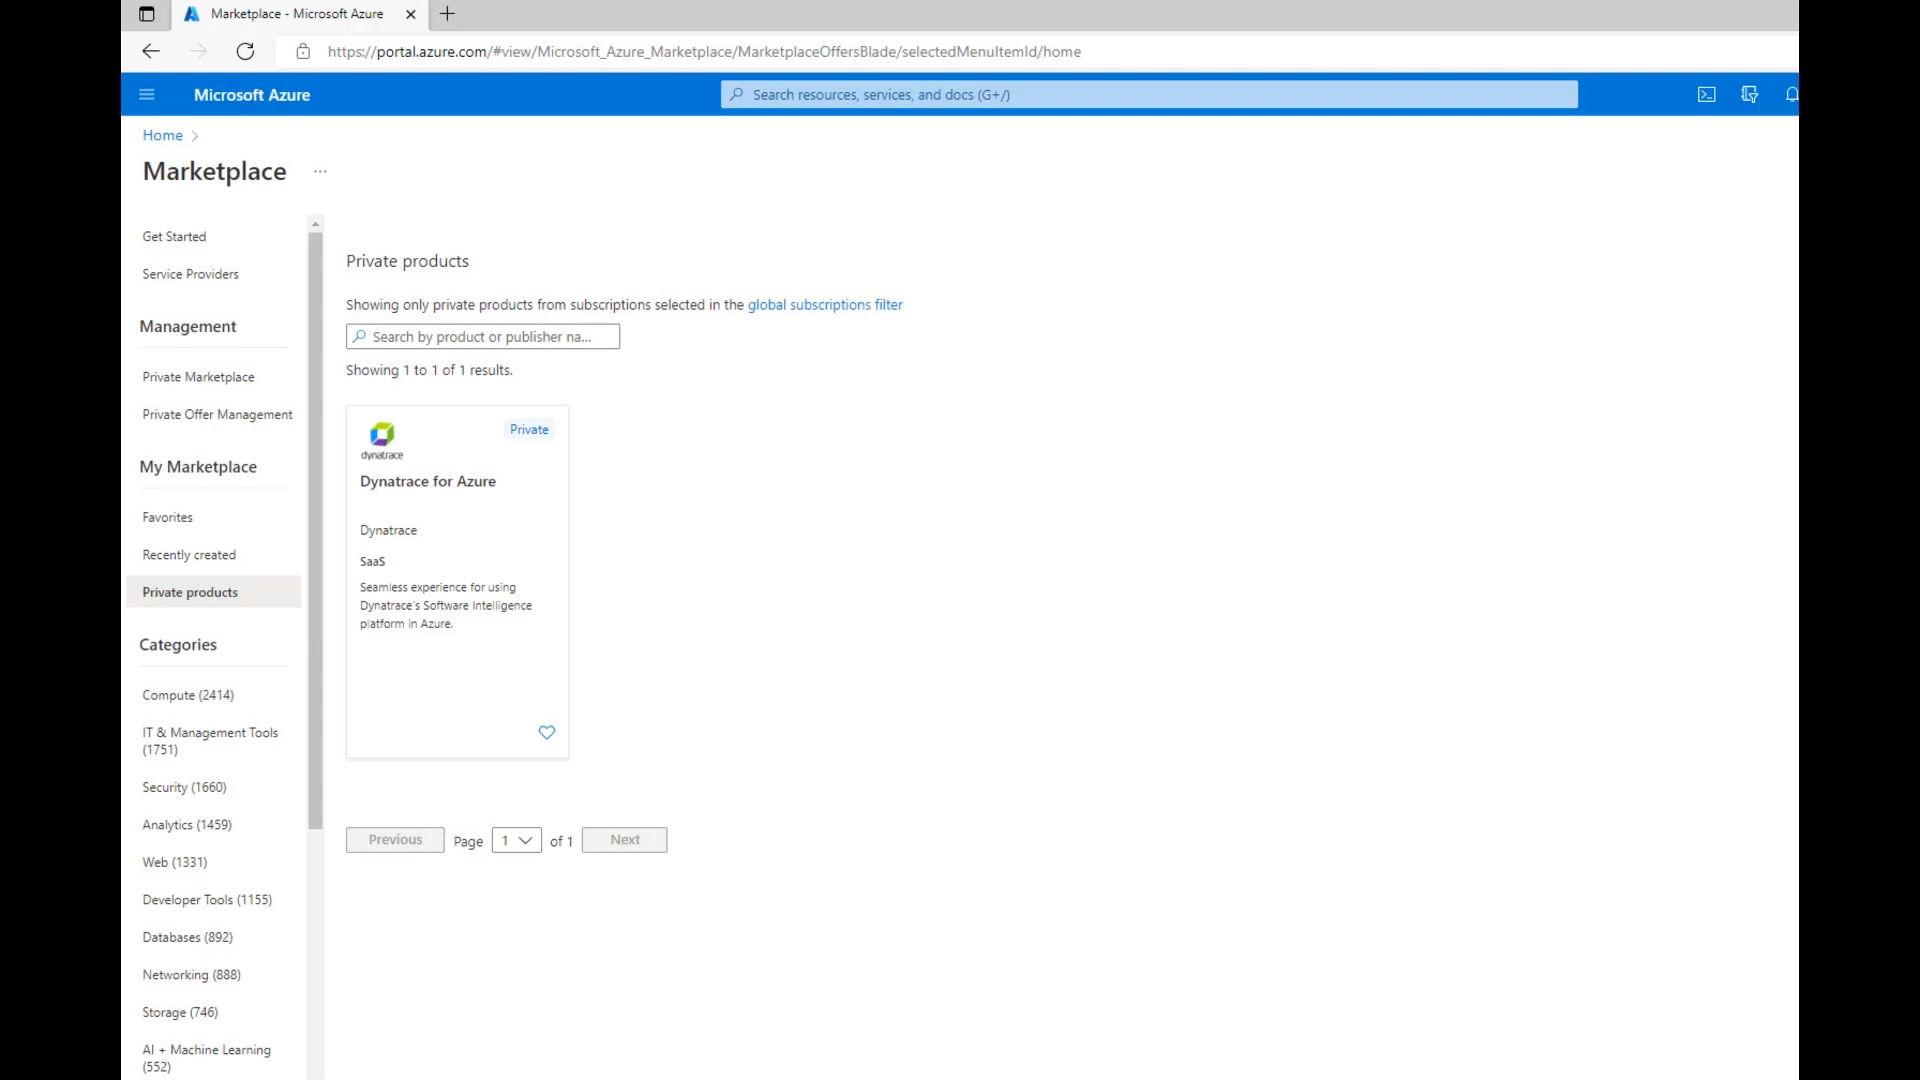 Marketplace - Microsoft Azure
https://portal.azure.com/#view/Microsoft_Azure_Marketplace/MarketplaceOffersBlade/selectedMenuItemId/home
Microsoft Azure
Search resources, services, and docs (G+/)
Home
Marketplace
...
Get Started
Service Providers
Management
Private Marketplace
Private Offer Management
My Marketplace
Favorites
Recently created
Private products
Categories
Compute (2414)
IT & Management Tools
(1751)
Security (1660)
Analytics (1459)
Web (1331)
Developer Tools (1155)
Databases (892)
Networking (888)
Storage (746)
AI + Machine Learning
(552)
Private products
Showing only private products from subscriptions selected in the global subscriptions filter
Search by product or publisher na...
Showing 1 to 1 of 1 results.
dynatrace
Private
Dynatrace for Azure
Dynatrace
SaaS
Seamless experience for using
Dynatrace's Software Intelligence
platform in Azure.
Previous Page 1 of 1 Next